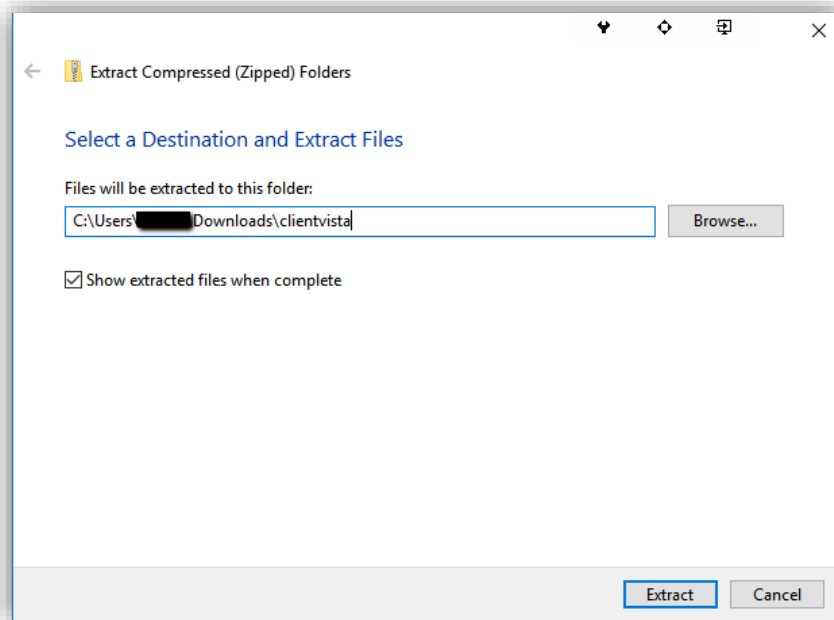 Extract Compressed (Zipped) Folders
Select a Destination and Extract Files
Files will be extracted to this folder:
C:\Users\ Downloads\clientvista
Browse...
Show extracted files when complete
Extract
Cancel